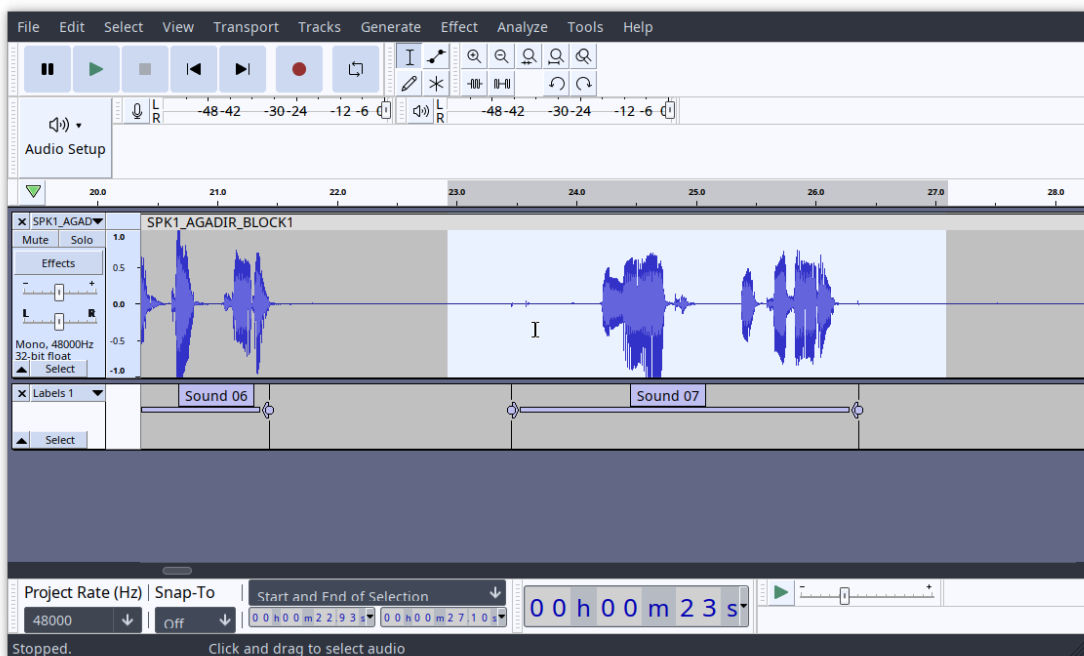 File Edit Select View Transport Tracks Generate Effect Analyze Tools Help
L
R
-48 -42 -30 -24 -12 -6 0
L
R
-48 -42 -30 -24 -12 -6 0
Audio Setup
20.0 21.0 22.0 23.0 24.0 25.0 26.0 27.0 28.0
SPK1_AGAD
SPK1_AGADIR_BLOCK1
Mute Solo
Effects
- +
L R
Mono, 48000Hz
32-bit float
Select
1.0
0.5
0.0
-0.5
-1.0
Labels 1
Select
Sound 06
Sound 07
Project Rate (Hz) Snap-To
48000 Off
Start and End of Selection
00h00m22.93s 00h00m27.10s
00h00m23s
- +
Stopped. Click and drag to select audio